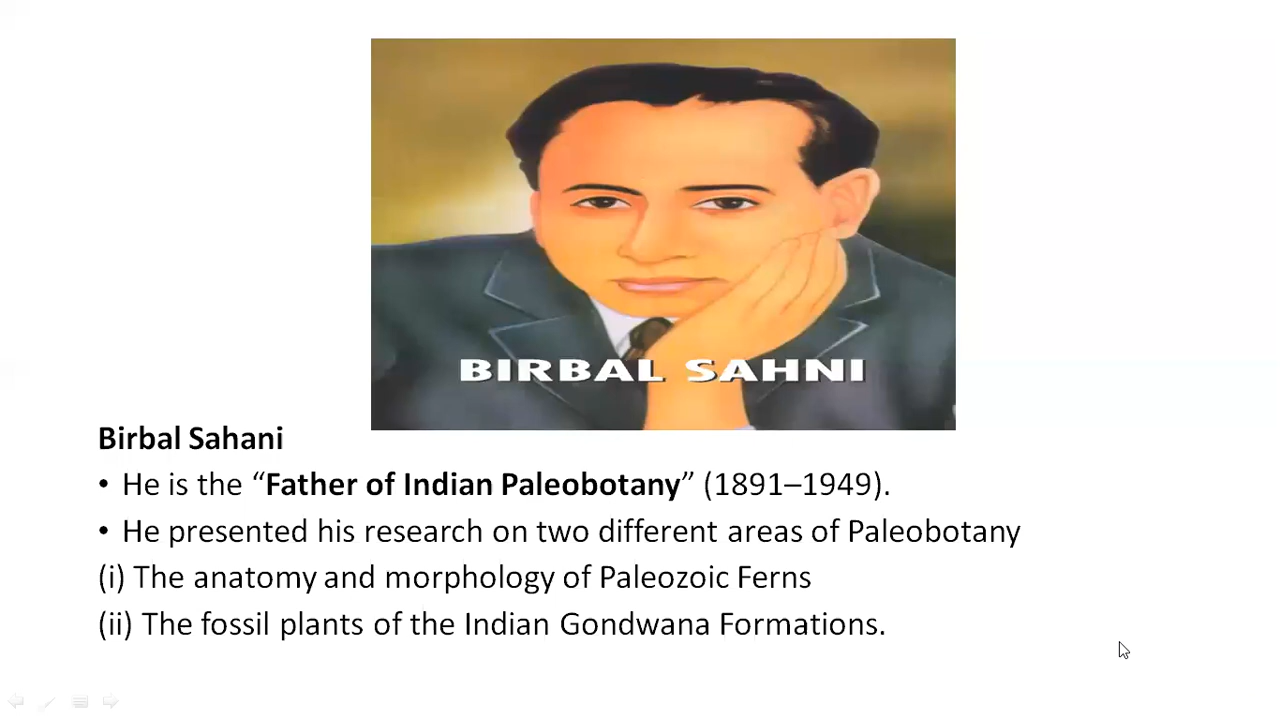 BIRBAL SAHNI
Birbal Sahani
• He is the “Father of Indian Paleobotany” (1891–1949).
• He presented his research on two different areas of Paleobotany
(i) The anatomy and morphology of Paleozoic Ferns
(ii) The fossil plants of the Indian Gondwana Formations.